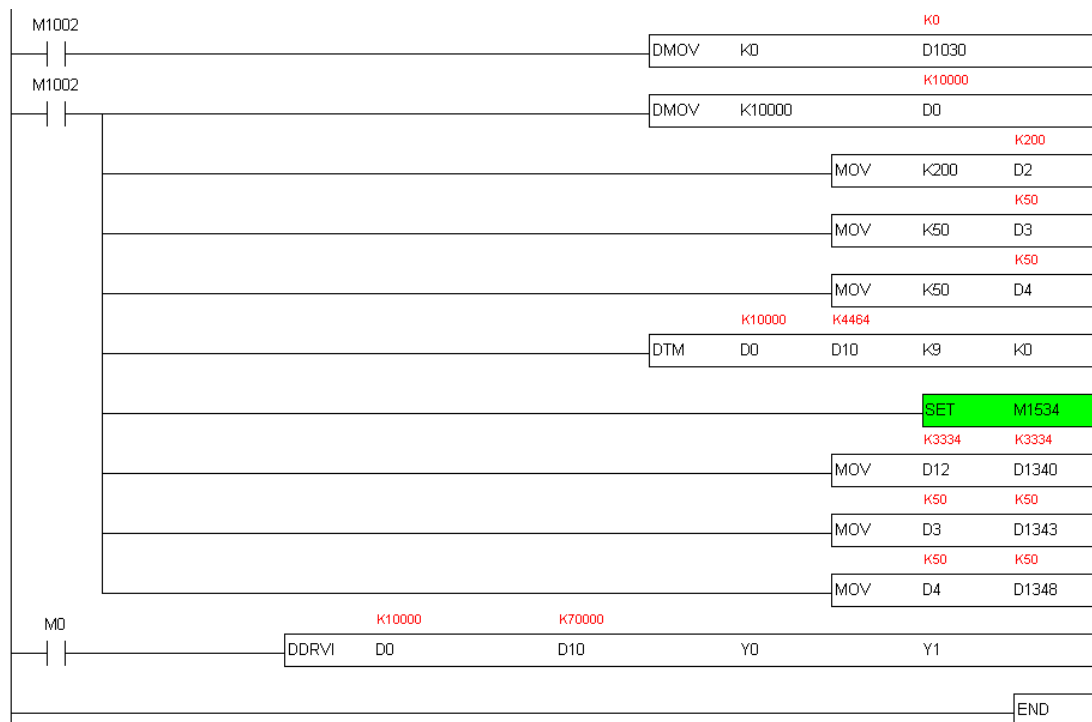 K0
M1002
DMOV K0 D1030
K10000
M1002
DMOV K10000 D0
K200
MOV K200 D2
K50
MOV K50 D3
K50
MOV K50 D4
K10000 K4464
DTM D0 D10 K9 K0
SET M1534
K3334 K3334
MOV D12 D1340
K50 K50
MOV D3 D1343
K50 K50
MOV D4 D1348
K10000 K70000
M0
DDRVI D0 D10 Y0 Y1
END